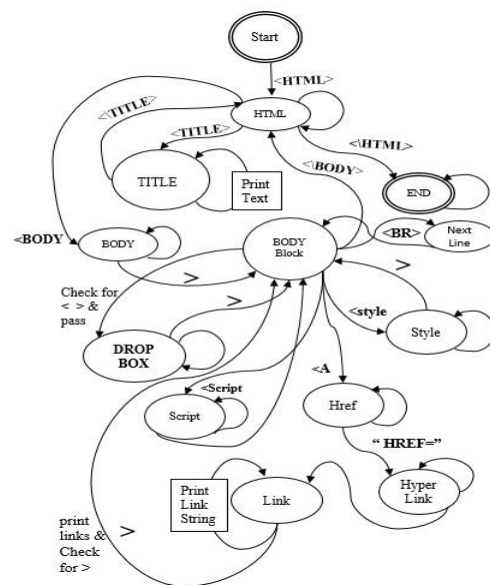 Start
<HTML>
HTML
<\TITLE>
<TITLE>
<\HTML>
<\BODY>
TITLE
Print
Text
END
<BODY
BODY
BODY
Block
<BR>
Next
Line
>
>
Check for
< > &
pass
>
<style
Style
DROP
BOX
<Script
Script
<A
Href
“ HREF=”
Print
Link
String
Link
Hyper
Link
print
links &
Check
for >
>